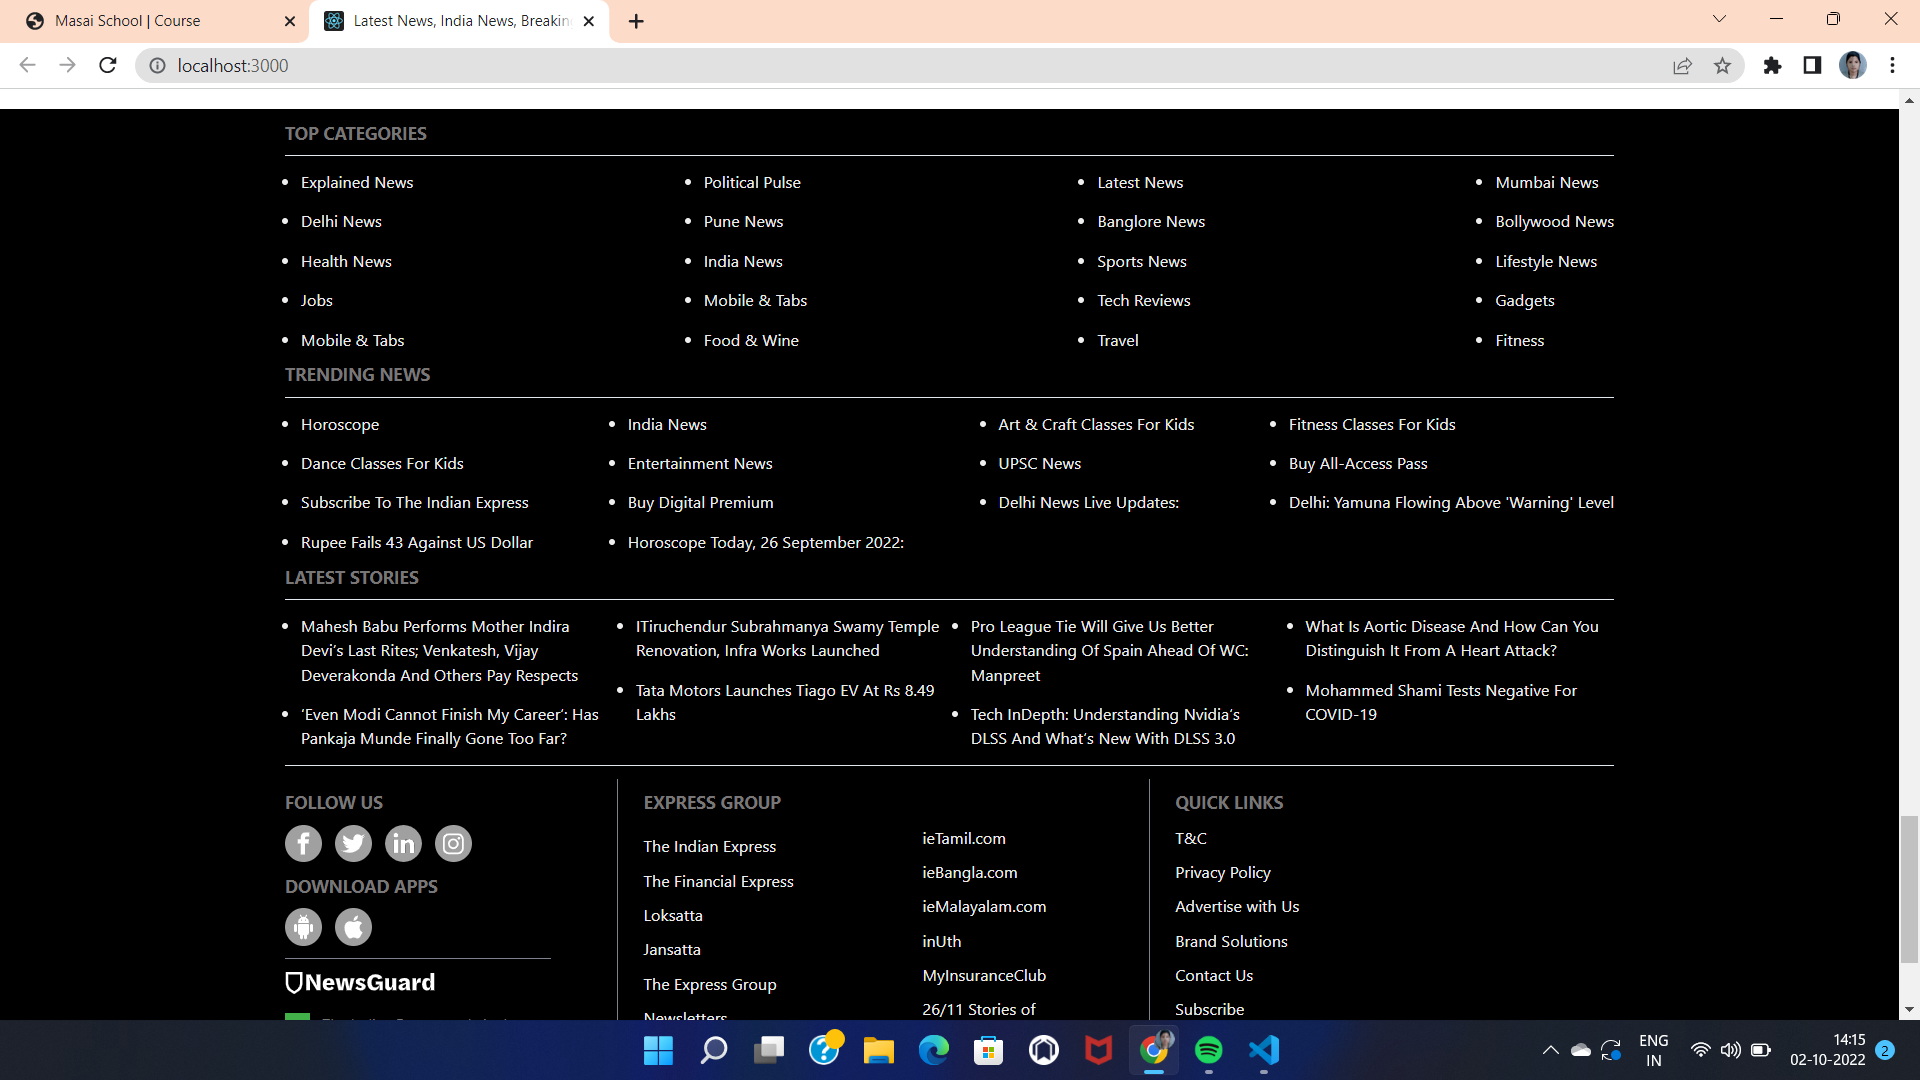 Masai School | Course
Latest News, India News, Breakin
localhost:3000
TOP CATEGORIES
Explained News
Political Pulse
Latest News
Mumbai News
Delhi News
Pune News
Banglore News
Bollywood News
Health News
India News
Sports News
Lifestyle News
Jobs
Mobile & Tabs
Tech Reviews
Gadgets
Mobile & Tabs
Food & Wine
Travel
Fitness
TRENDING NEWS
Horoscope
India News
Art & Craft Classes For Kids
Fitness Classes For Kids
Dance Classes For Kids
Entertainment News
UPSC News
Buy All-Access Pass
Subscribe To The Indian Express
Buy Digital Premium
Delhi News Live Updates:
Delhi: Yamuna Flowing Above 'Warning' Level
Rupee Fails 43 Against US Dollar
Horoscope Today, 26 September 2022:
LATEST STORIES
Mahesh Babu Performs Mother Indira
Devi's Last Rites; Venkatesh, Vijay
Deverakonda And Others Pay Respects
‘Even Modi Cannot Finish My Career’: Has
Pankaja Munde Finally Gone Too Far?
ITiruchendur Subrahmanya Swamy Temple
Renovation, Infra Works Launched
Tata Motors Launches Tiago EV At Rs 8.49
Lakhs
Pro League Tie Will Give Us Better
Understanding Of Spain Ahead Of WC:
Manpreet
Tech InDepth: Understanding Nvidia’s
DLSS And What’s New With DLSS 3.0
What Is Aortic Disease And How Can You
Distinguish It From A Heart Attack?
Mohammed Shami Tests Negative For
COVID-19
FOLLOW US
DOWNLOAD APPS
NewsGuard
EXPRESS GROUP
The Indian Express
The Financial Express
Loksatta
Jansatta
The Express Group
Newsletters
ieTamil.com
ieBangla.com
ieMalayalam.com
inUth
MyInsuranceClub
26/11 Stories of
QUICK LINKS
T&C
Privacy Policy
Advertise with Us
Brand Solutions
Contact Us
Subscribe
ENG
IN
14:15
02-10-2022
2